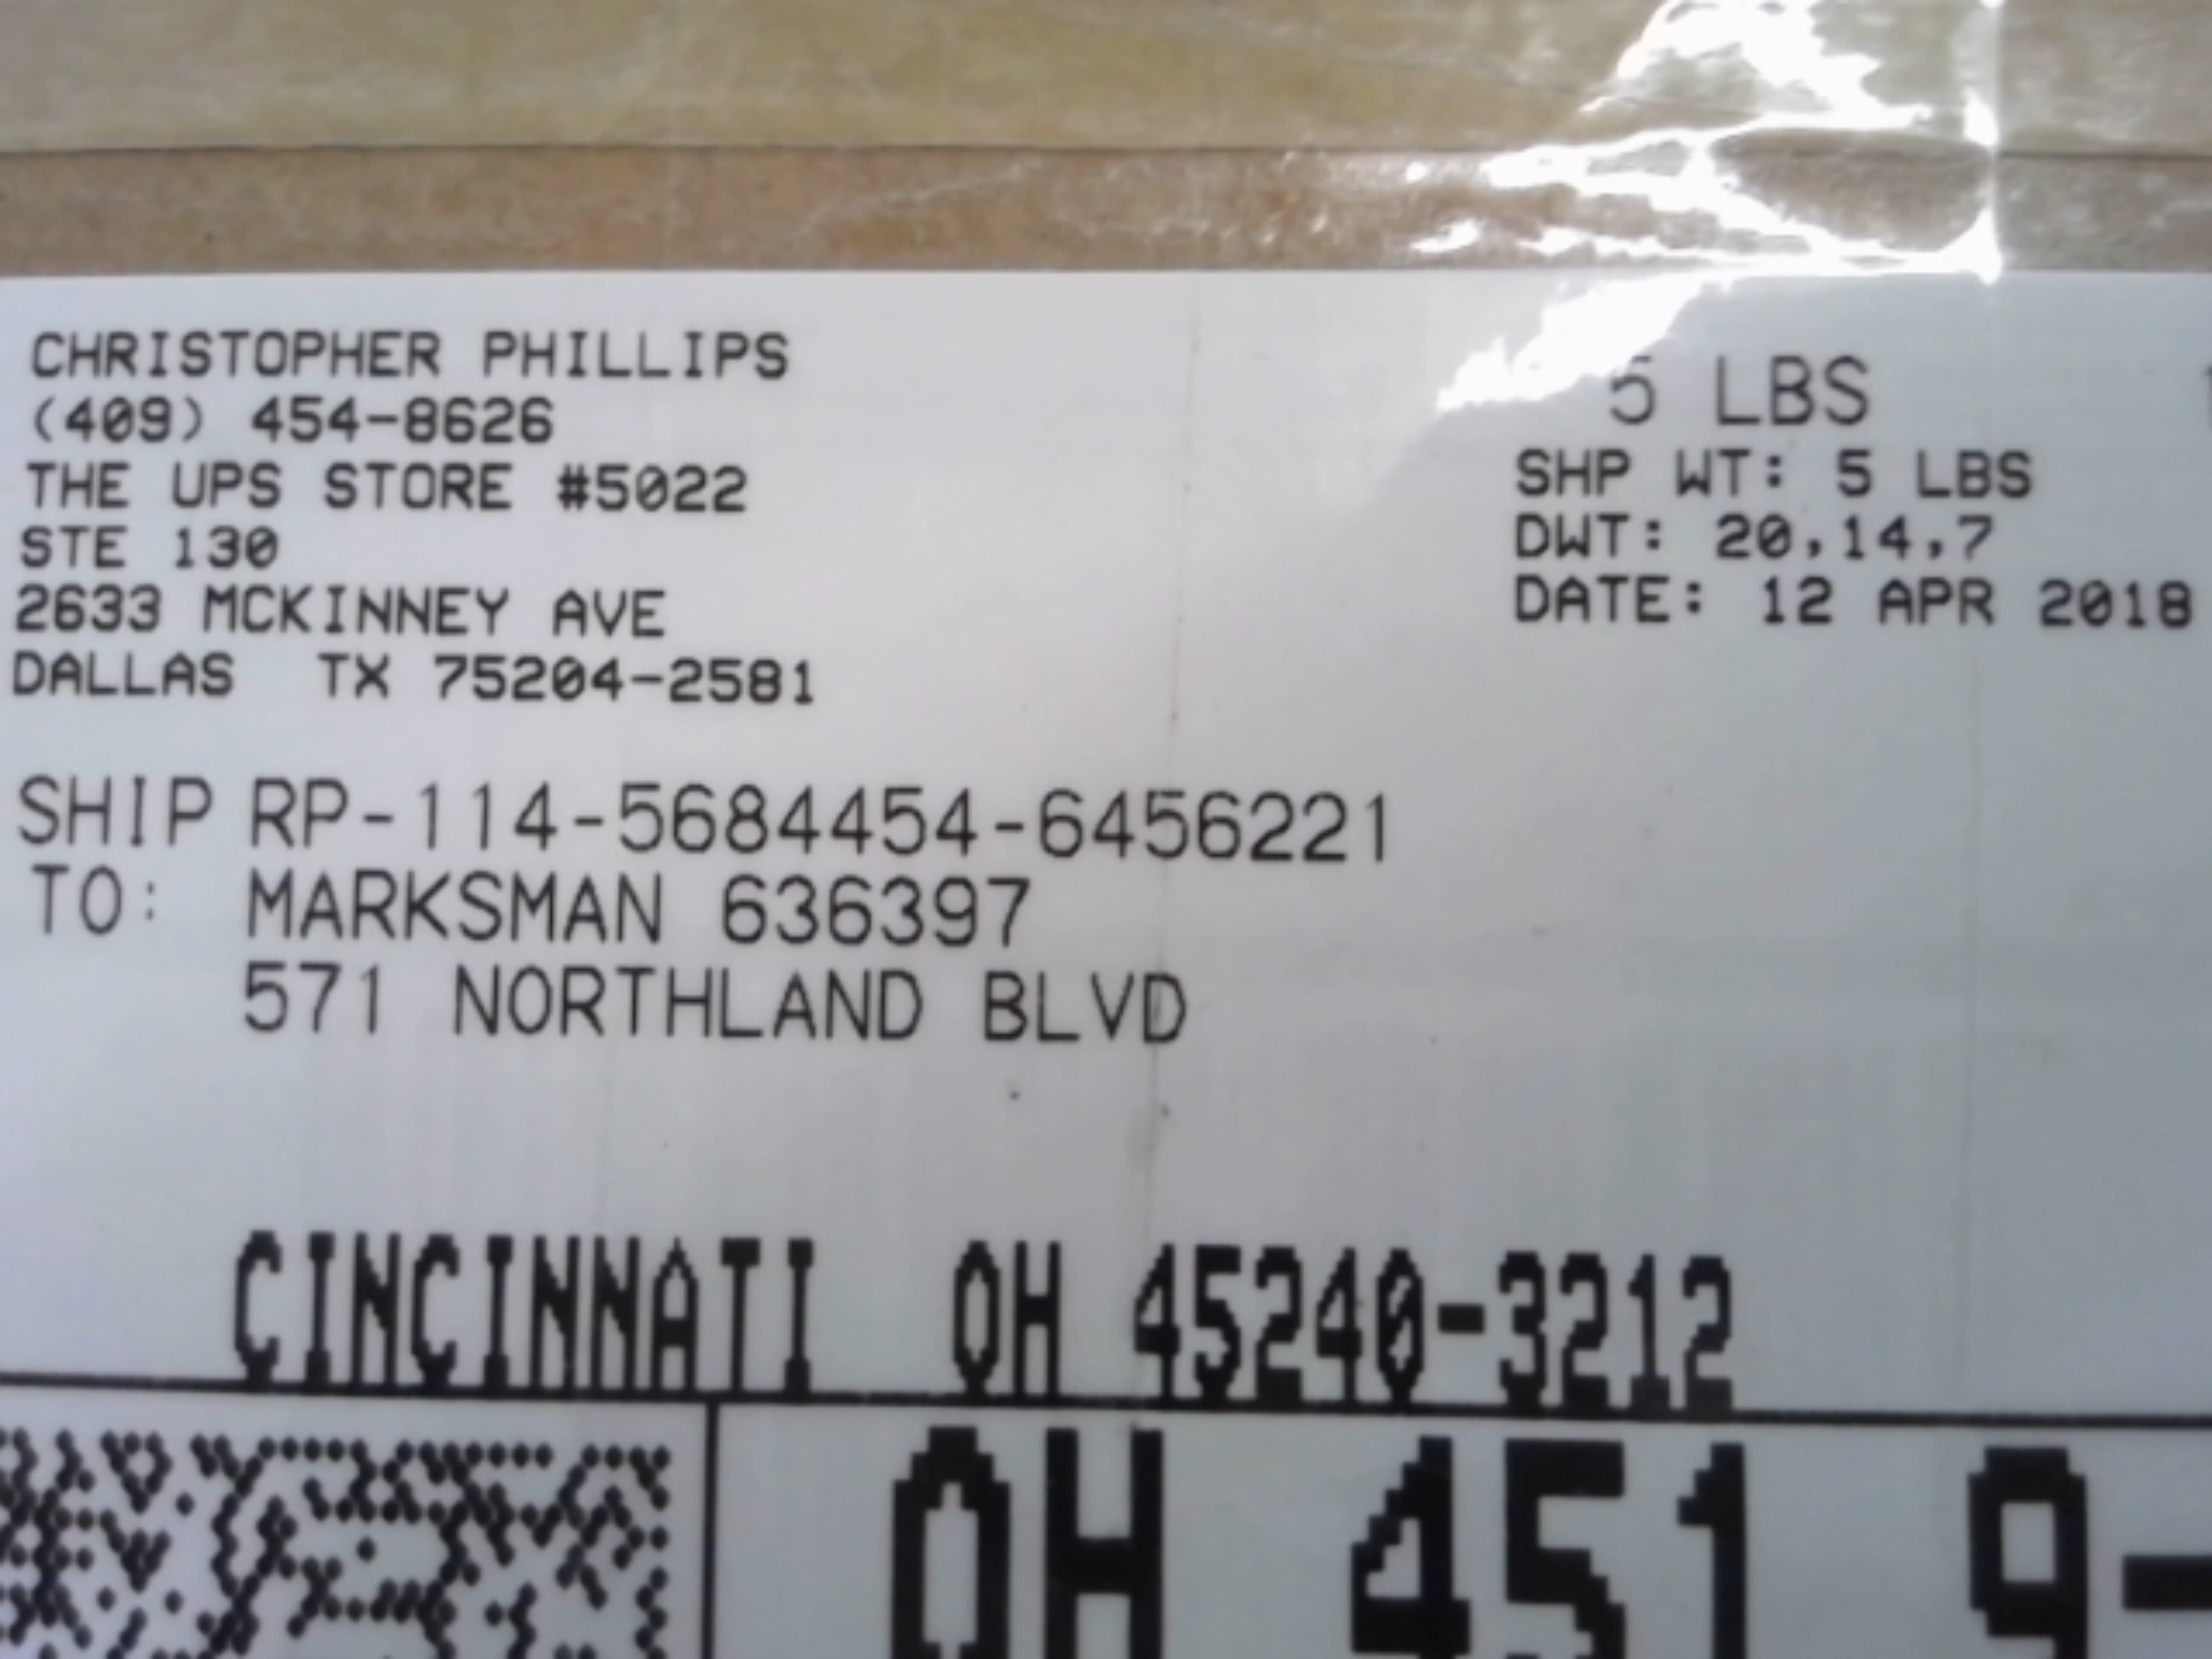 CHRISTOPHER PHILLIPS
(409) 454-8626
THE UPS STORE #5022
STE 130
2633 MCKINNEY AVE
DALLAS TX 75204-2581
5 LBS
SHP WT: 5 LBS
DWT: 20,14,7
DATE: 12 APR 2018
SHIP RP-114-5684454-6456221
TO: MARKSMAN 636397
571 NORTHLAND BLVD
CINCINNATI OH 45240-3212
OH 451 9-